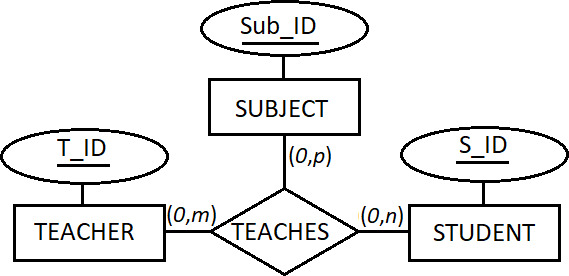 Sub_ID
SUBJECT
(0,p)
T_ID
S_ID
TEACHER
(0,m)
TEACHES
(0,n)
STUDENT